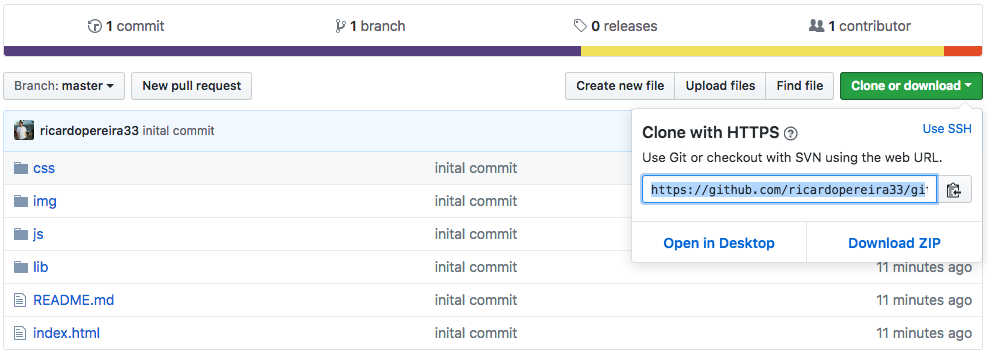 1 commit 1 branch 0 releases 1 contributor
Branch: master New pull request Create new file Upload files Find file Clone or download
ricardopereira33 inital commit
Clone with HTTPS Use SSH
Use Git or checkout with SVN using the web URL.
https://github.com/ricardopereira33/gi
Open in Desktop Download ZIP
css inital commit
img inital commit
js inital commit
lib inital commit 11 minutes ago
README.md inital commit 11 minutes ago
index.html inital commit 11 minutes ago